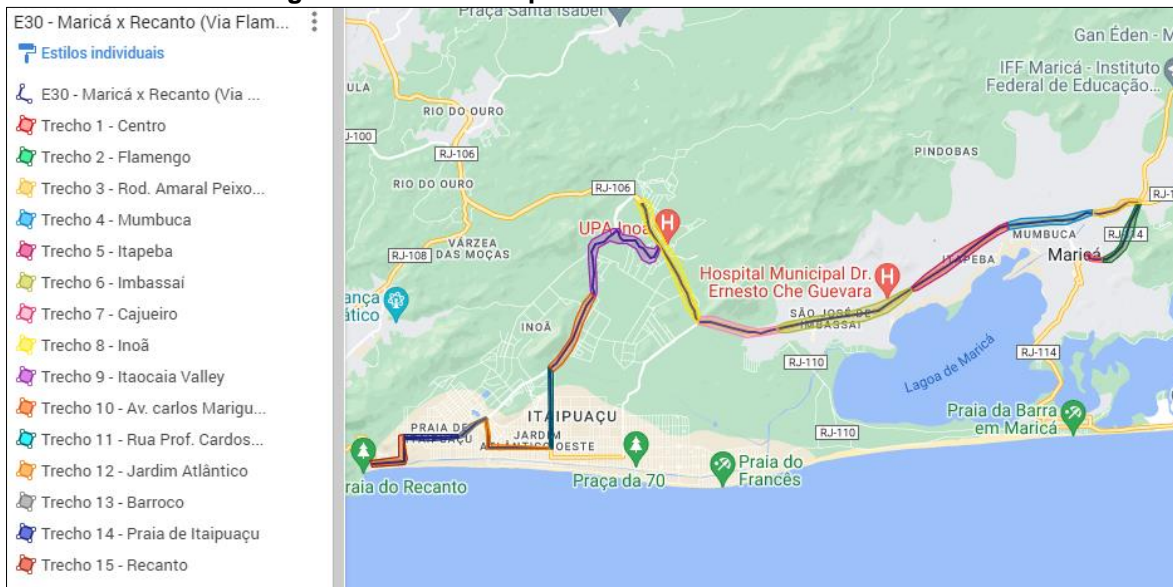 E30 - Maricá x Recanto (Via Flam...
Estilos individuais
E30 - Maricá x Recanto (Via ...
Trecho 1 - Centro
Trecho 2 - Flamengo
Trecho 3 - Rod. Amaral Peixo...
Trecho 4 - Mumbuca
Trecho 5 - Itapeba
Trecho 6 - Imbassaí
Trecho 7 - Cajueiro
Trecho 8 - Inoã
Trecho 9 - Itaocaia Valley
Trecho 10 - Av. carlos Marigu...
Trecho 11 - Rua Prof. Cardos...
Trecho 12 - Jardim Atlântico
Trecho 13 - Barroco
Trecho 14 - Praia de Itaipuaçu
Trecho 15 - Recanto
Praça Santa Isabel
Gan Éden - M
IFF Maricá - Instituto
Federal de Educação...
ULA
RIO DO OURO
J-100
RJ-106
PINDOBAS
RIO DO OURO
RJ-106
RJ-1
UPA Inoã
MUMBUCA
RJ-114
VÁRZEA
DAS MOÇAS
RJ-108
Maricá
ITAPEBA
Hospital Municipal Dr.
Ernesto Che Guevara
ança
ático
SÃO JOSÉ DE
IMBASSAÍ
INOÃ
RJ-114
RJ-110
Lagoa de Maricá
ITAIPUAÇU
Praia da Barra
em Maricá
PRAIA DE
ITAIPUAÇU
JARDIM
ATLÂNTICO OESTE
RJ-110
raia do Recanto
Praça da 70
Praia do
Francês